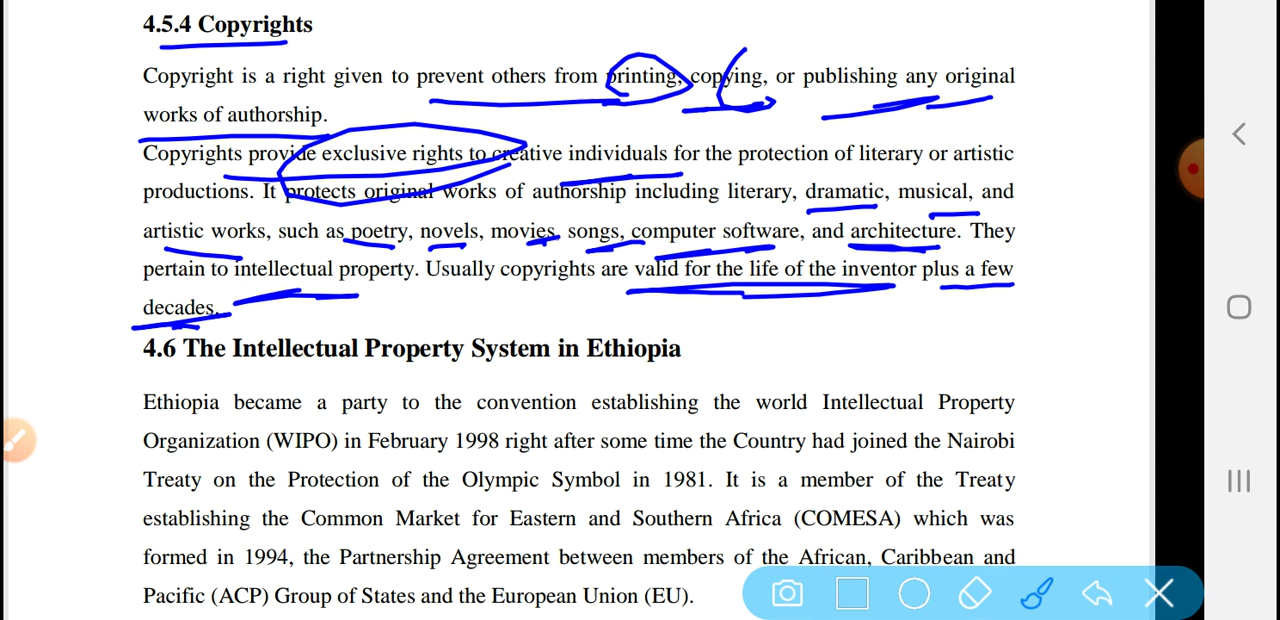 4.5.4 Copyrights
Copyright is a right given to prevent others from printing, copying, or publishing any original
works of authorship.
Copyrights provide exclusive rights to creative individuals for the protection of literary or artistic
productions. It protects original works of authorship including literary, dramatic, musical, and
artistic works, such as poetry, novels, movies, songs, computer software, and architecture. They
pertain to intellectual property. Usually copyrights are valid for the life of the inventor plus a few
decades.
4.6 The Intellectual Property System in Ethiopia
Ethiopia became a party to the convention establishing the world Intellectual Property
Organization (WIPO) in February 1998 right after some time the Country had joined the Nairobi
Treaty on the Protection of the Olympic Symbol in 1981. It is a member of the Treaty
establishing the Common Market for Eastern and Southern Africa (COMESA) which was
formed in 1994, the Partnership Agreement between members of the African, Caribbean and
Pacific (ACP) Group of States and the European Union (EU).